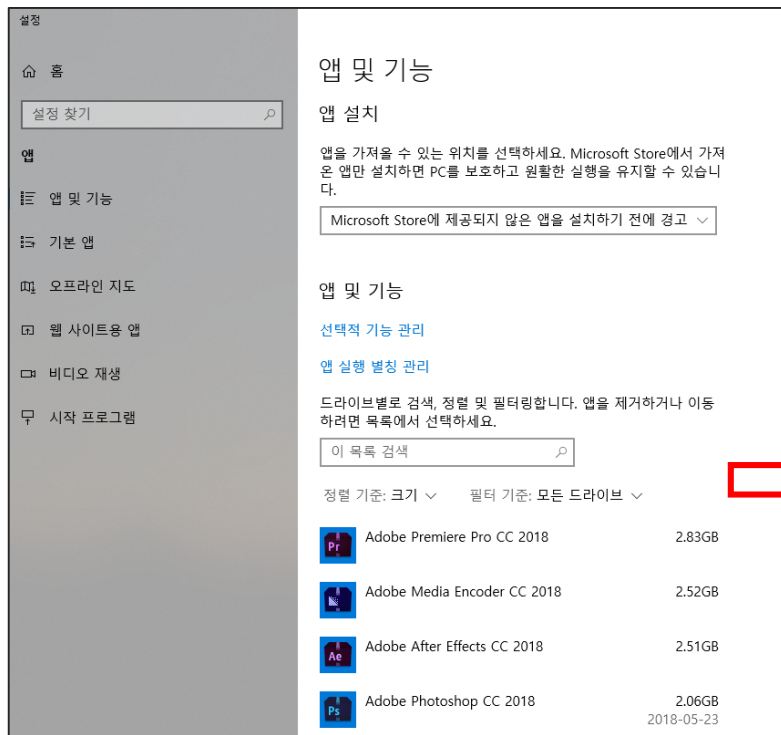 설정
홈
설정 찾기
앱
앱 및 기능
기본 앱
오프라인 지도
웹 사이트용 앱
비디오 재생
시작 프로그램
앱 및 기능
앱 설치
앱을 가져올 수 있는 위치를 선택하세요. Microsoft Store에서 가져
온 앱만 설치하면 PC를 보호하고 원활한 실행을 유지할 수 있습니
다.
Microsoft Store에 제공되지 않은 앱을 설치하기 전에 경고
앱 및 기능
선택적 기능 관리
앱 실행 별칭 관리
드라이브별로 검색, 정렬 및 필터링합니다. 앱을 제거하거나 이동
하려면 목록에서 선택하세요.
이 목록 검색
정렬 기준: 크기 필터 기준: 모든 드라이브
Pr Adobe Premiere Pro CC 2018 2.83GB
Adobe Media Encoder CC 2018 2.52GB
Ae Adobe After Effects CC 2018 2.51GB
Ps Adobe Photoshop CC 2018 2.06GB
2018-05-23